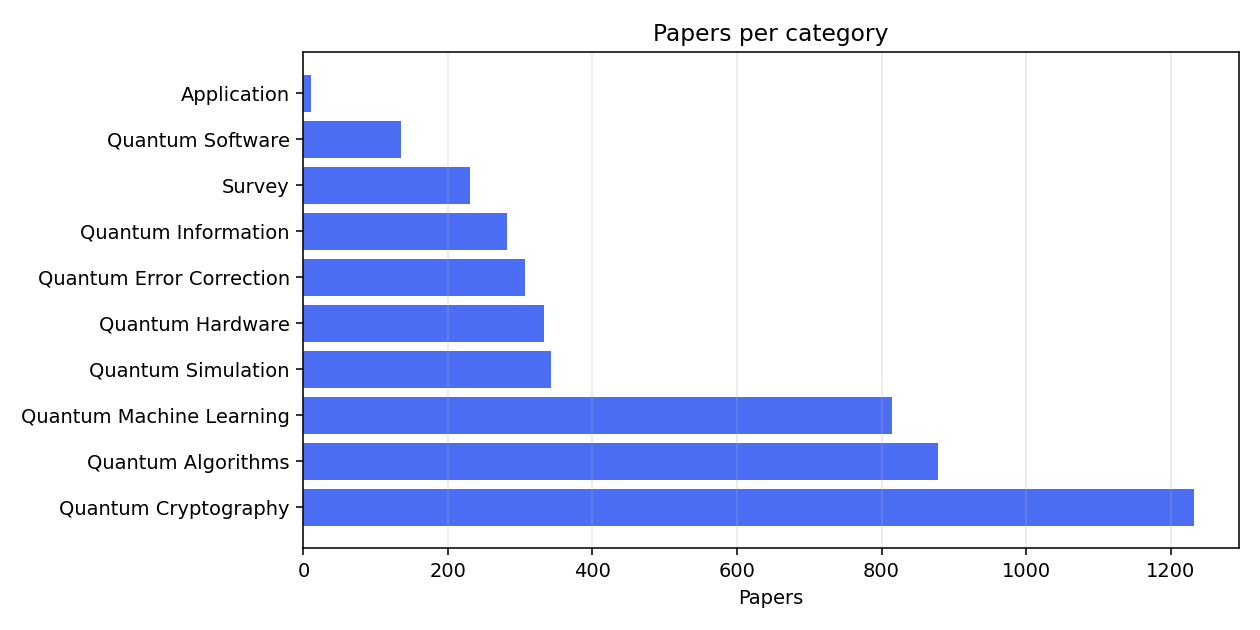 Papers per category
Application
Quantum Software
Survey
Quantum Information
Quantum Error Correction
Quantum Hardware
Quantum Simulation
Quantum Machine Learning
Quantum Algorithms
Quantum Cryptography
0 200 400 600 800 1000 1200
Papers